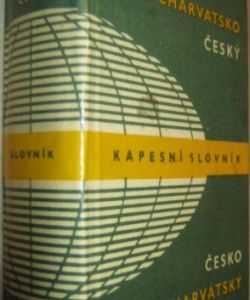 CHARVATSKO
ČESKÝ
SLOVNÍK
KAPESNÍ SLOVNÍK
ČESKO
CHARVATSKÝ